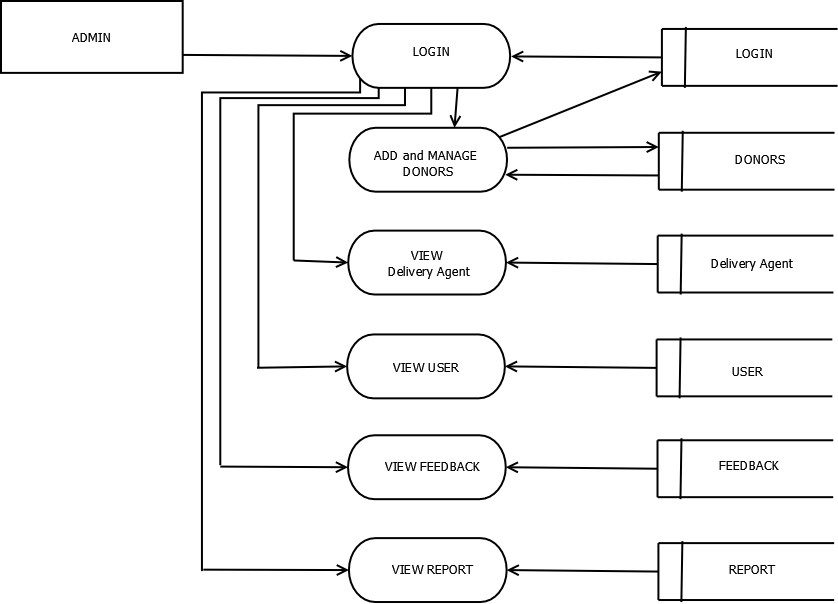 ADMIN
LOGIN
LOGIN
ADD and MANAGE
DONORS
DONORS
VIEW
Delivery Agent
Delivery Agent
VIEW USER
USER
VIEW FEEDBACK
FEEDBACK
VIEW REPORT
REPORT